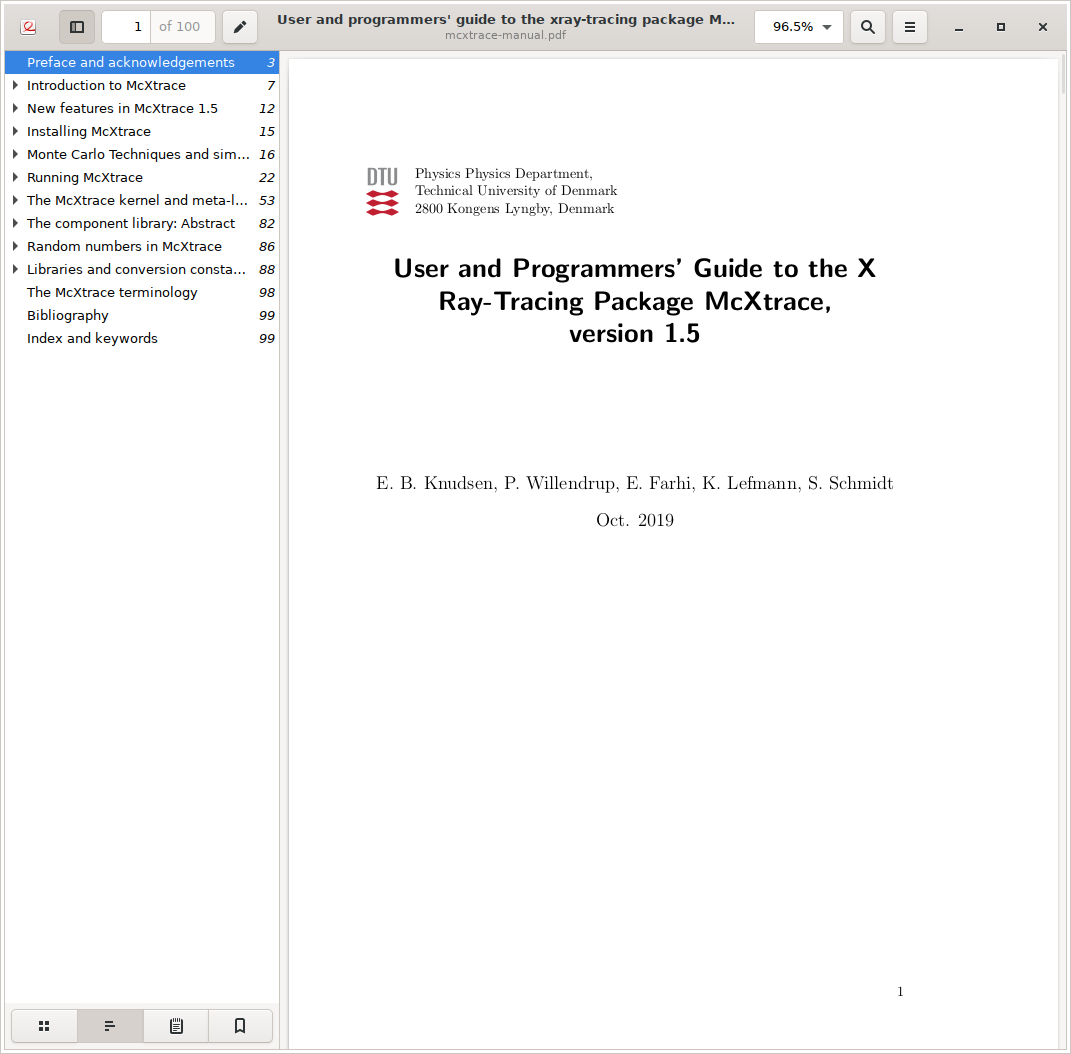 1 of 100
User and programmers' guide to the xray-tracing package M...
mcxtrace-manual.pdf
96.5%
Preface and acknowledgements 3
Introduction to McXtrace 7
New features in McXtrace 1.5 12
Installing McXtrace 15
Monte Carlo Techniques and sim... 16
Running McXtrace 22
The McXtrace kernel and meta-l... 53
The component library: Abstract 82
Random numbers in McXtrace 86
Libraries and conversion consta... 88
The McXtrace terminology 98
Bibliography 99
Index and keywords 99
DTU
Physics Physics Department,
Technical University of Denmark
2800 Kongens Lyngby, Denmark
User and Programmers' Guide to the X
Ray-Tracing Package McXtrace,
version 1.5
E. B. Knudsen, P. Willendrup, E. Farhi, K. Lefmann, S. Schmidt
Oct. 2019
1